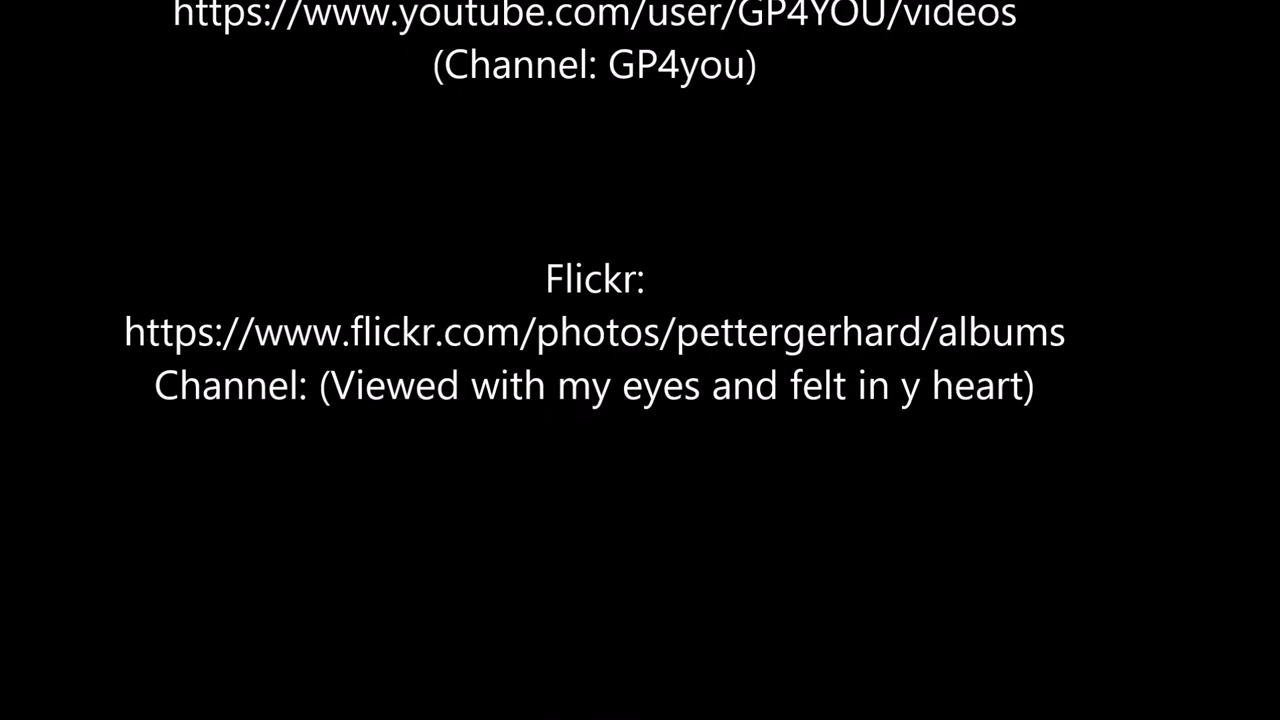 https://www.youtube.com/user/GP4YOU/videos
(Channel: GP4you)
Flickr:
https://www.flickr.com/photos/pettergerhard/albums
Channel: (Viewed with my eyes and felt in y heart)